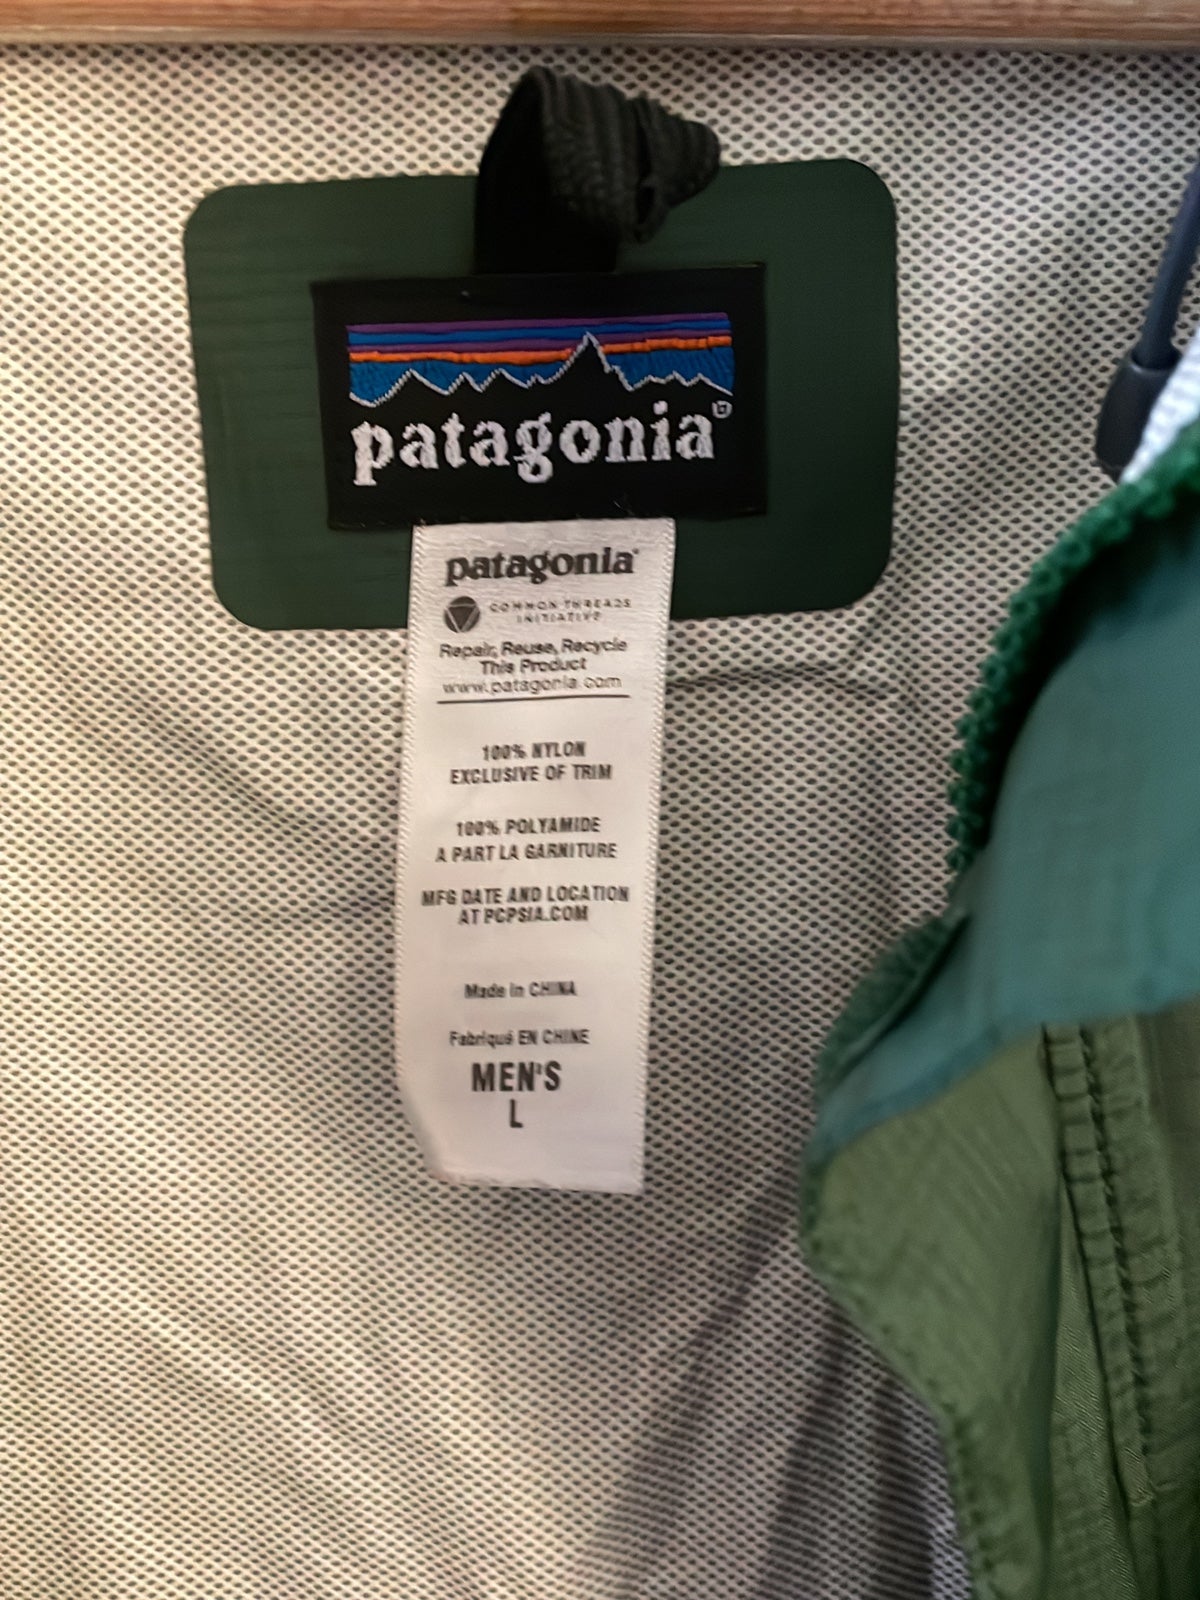 patagonia®
patagonia®
COMMON THREADS
INITIATIVE
Repair, Reuse, Recycle
This Product
www.patagonia.com
100% NYLON
EXCLUSIVE OF TRIM
100% POLYAMIDE
A PART LA GARNITURE
MFG DATE AND LOCATION
AT PCPSIA.COM
Made in CHINA
Fabriqué EN CHINE
MEN'S
L